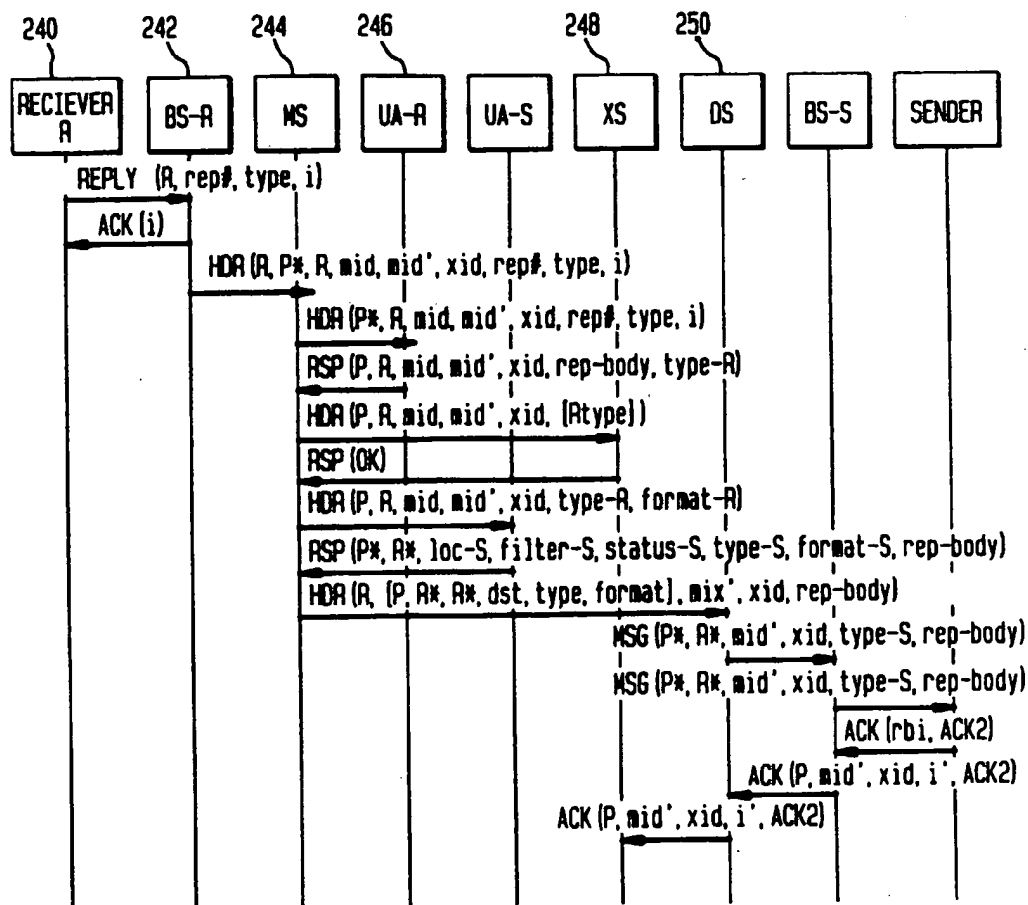 240 242 244 246 248 250
RECIEVER R BS-R MS UA-R UA-S XS DS BS-S SENDER
REPLY (R, rep#, type, i)
ACK (i)
HDR (R, P*, R, mid, mid', xid, rep#, type, i)
HDR (P*, R, mid, mid', xid, rep#, type, i)
RSP (P, R, mid, mid', xid, rep-body, type-R)
HDR (P, R, mid, mid', xid, [Rtype])
RSP (OK)
HDR (P, R, mid, mid', xid, type-R, format-R)
RSP (P*, R*, loc-S, filter-S, status-S, type-S, format-S, rep-body)
HDR (R, [P, R*, R*, dst, type, format], mix', xid, rep-body)
MSG (P*, R*, mid', xid, type-S, rep-body)
MSG (P*, R*, mid', xid, type-S, rep-body)
ACK (rbi, ACK2)
ACK (P, mid', xid, i', ACK2)
ACK (P, mid', xid, i', ACK2)